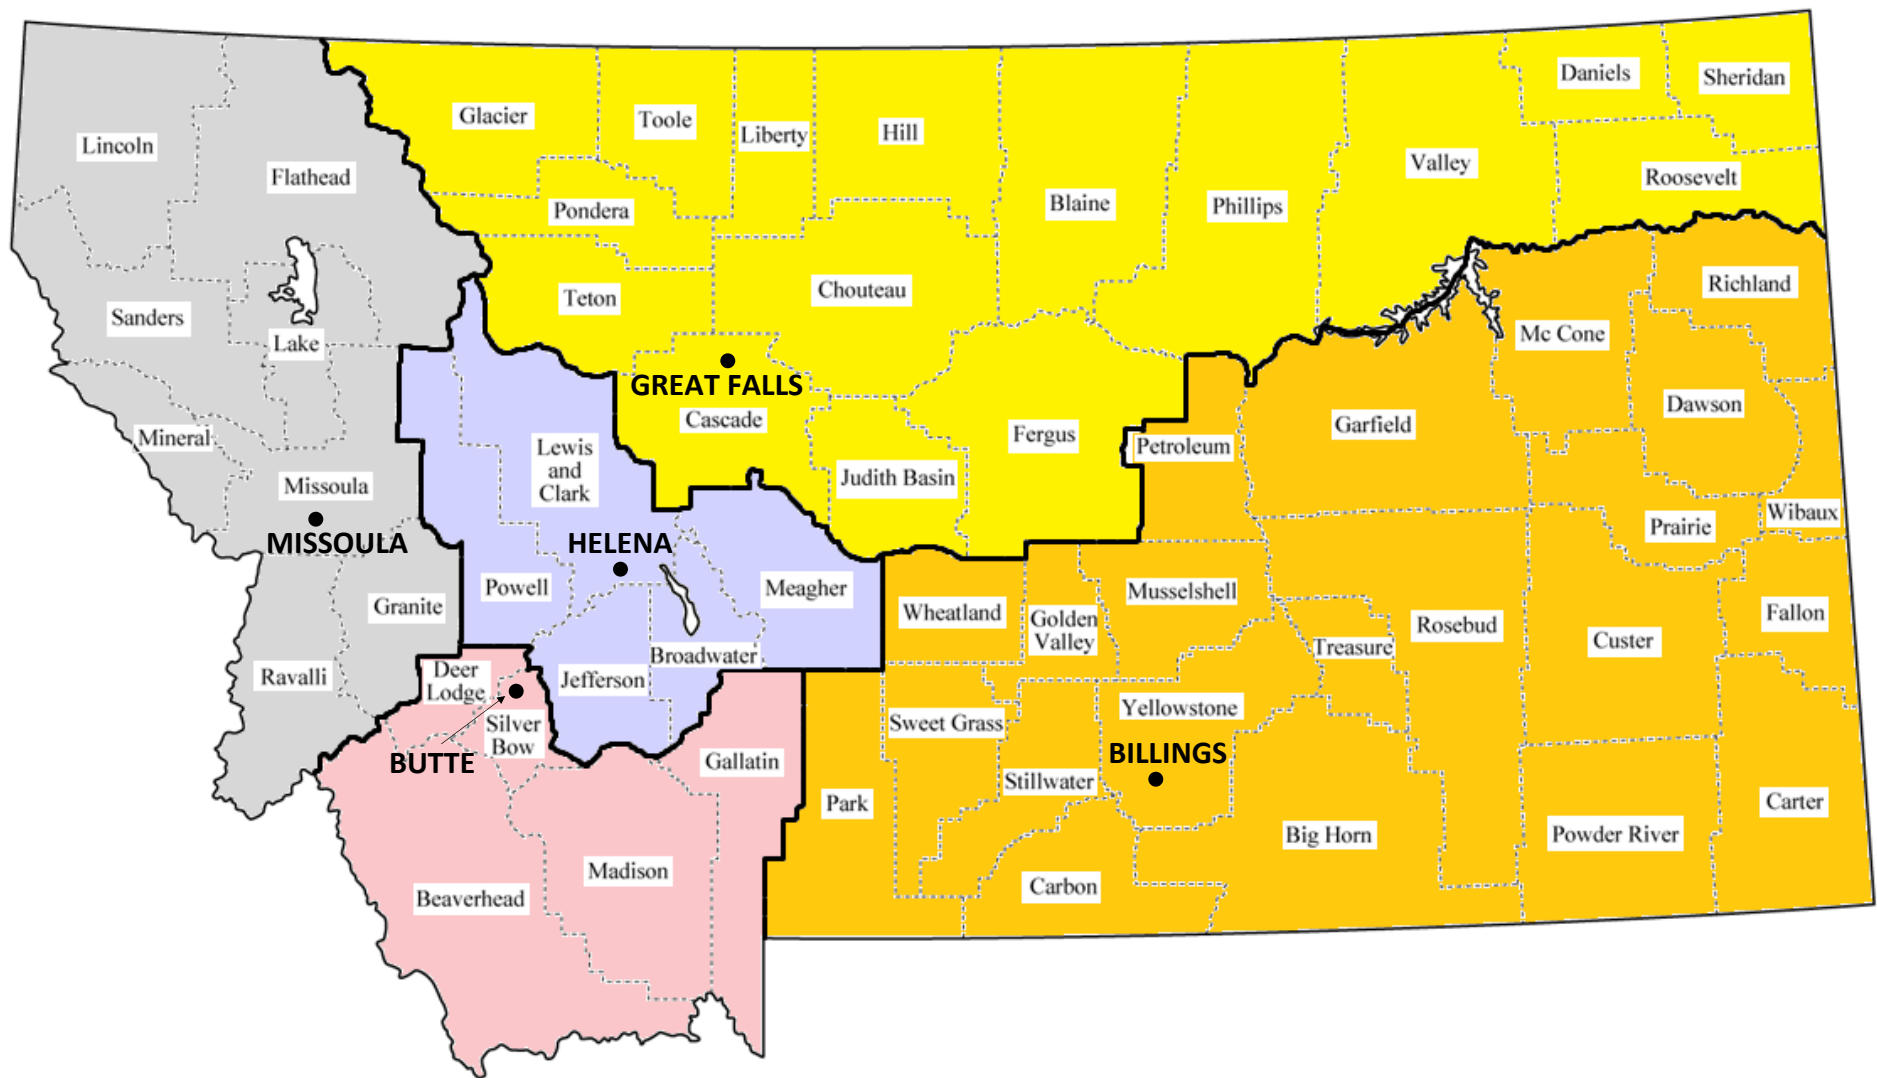 Daniels
Sheridan
Glacier
Toole
Liberty
Hill
Lincoln
Flathead
Valley
Roosevelt
Pondera
Blaine
Phillips
Teton
Chouteau
Richland
Sanders
Lake
Mc Cone
GREAT FALLS
Cascade
Dawson
Garfield
Mineral
Fergus
Petroleum
Lewis
and
Clark
Judith Basin
Missoula
MISSOULA
HELENA
Wibaux
Prairie
Powell
Meagher
Musselshell
Granite
Wheatland
Golden
Valley
Fallon
Rosebud
Custer
Treasure
Broadwater
Deer
Lodge
Jefferson
Ravalli
Yellowstone
Sweet Grass
Silver
Bow
BUTTE
Gallatin
BILLINGS
Stillwater
Park
Carter
Big Horn
Powder River
Madison
Carbon
Beaverhead